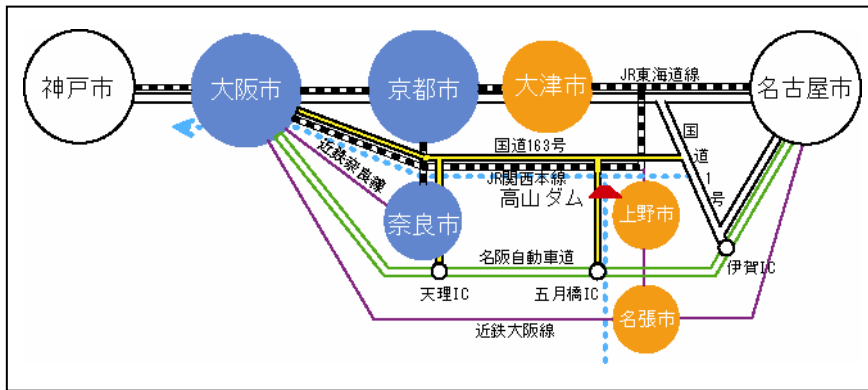 神戸市
大阪市
京都市
大津市
JR東海道線
名古屋市
国道163号
国道1号
近鉄奈良線
JR関西本線
高山ダム
奈良市
上野市
名阪自動車道
伊賀IC
天理IC
五月橋IC
名張市
近鉄大阪線